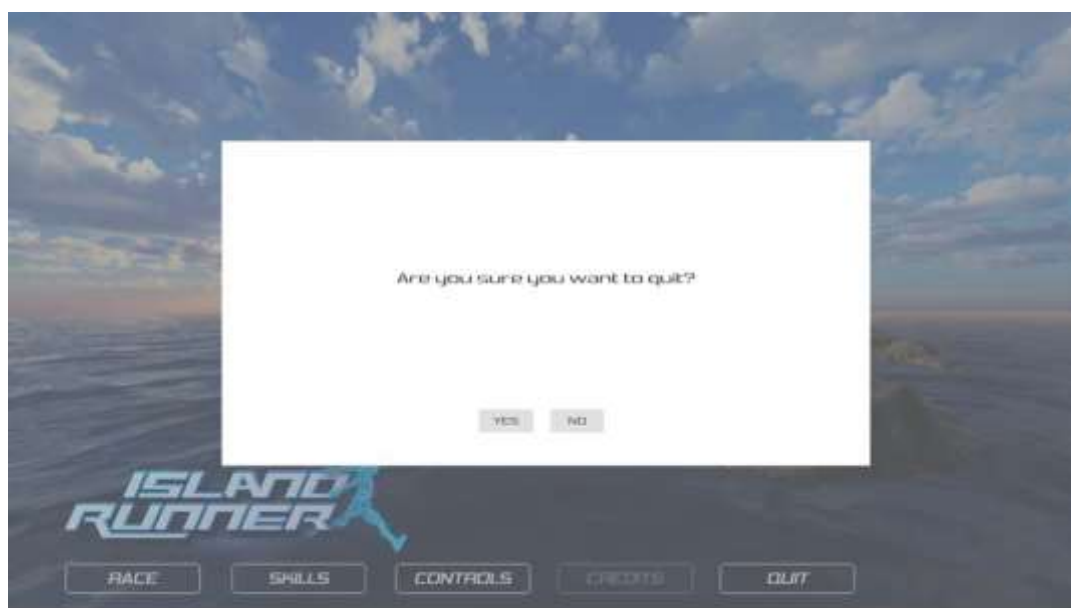 Are you sure you want to quit?
YES NO
ISLAND
RUNNER
RACE SKILLS CONTROLS CREDITS QUIT